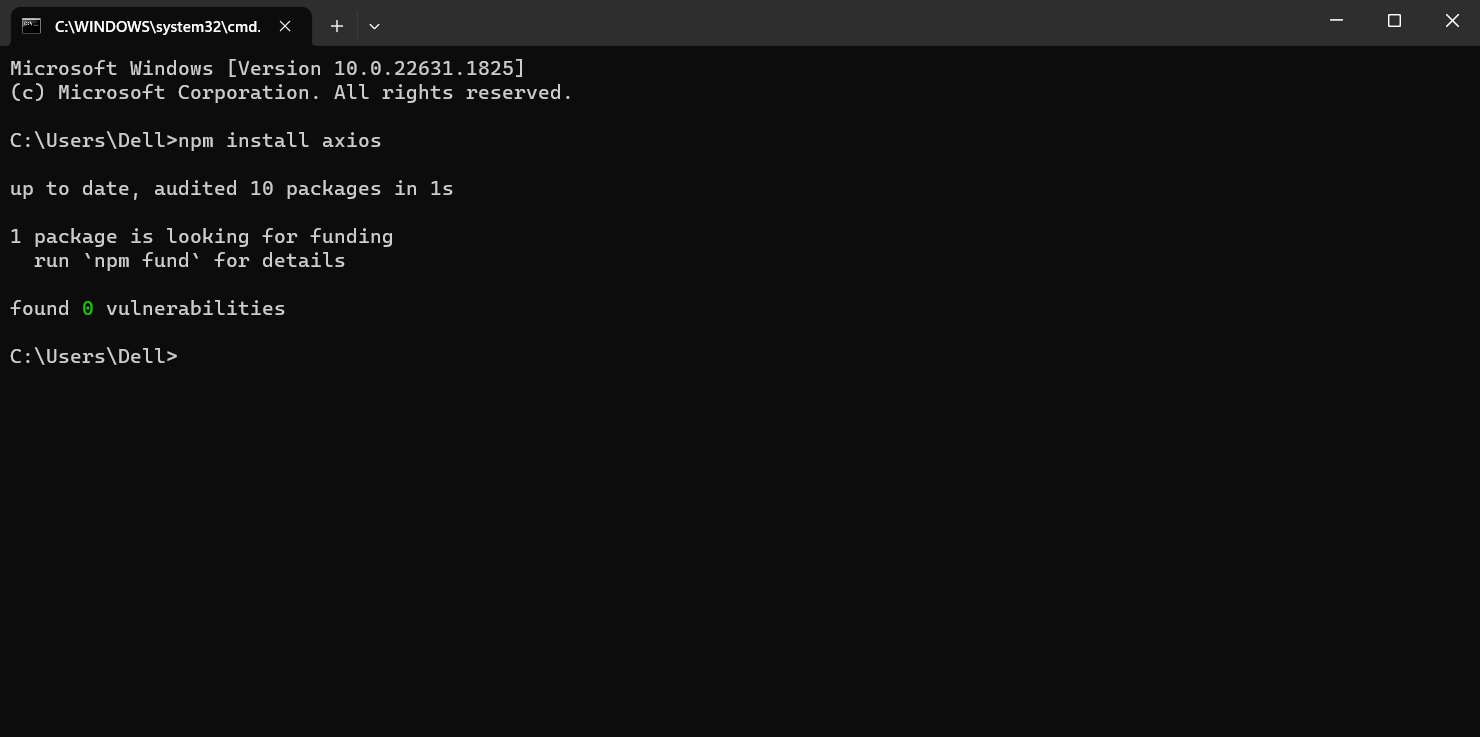 C:\WINDOWS\system32\cmd.
Microsoft Windows [Version 10.0.22631.1825]
(c) Microsoft Corporation. All rights reserved.
C:\Users\Dell>npm install axios
up to date, audited 10 packages in 1s
1 package is looking for funding
  run `npm fund` for details
found 0 vulnerabilities
C:\Users\Dell>